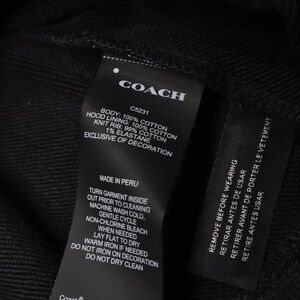 COACH
C5231
BODY: 100% COTTON
HOOD LINING: 100% COTTON
KNIT RIB: 99% COTTON
1% ELASTANE
EXCLUSIVE OF DECORATION
MADE IN PERU
TURN GARMENT INSIDE
OUT PRIOR TO CLEANING
MACHINE WASH COLD,
GENTLE CYCLE
NON-CHLORINE BLEACH
WHEN NEEDED
LAY FLAT TO DRY
WARM IRON IF NEEDED
DO NOT IRON ON DECORATION
DO NOT DRY CLEAN
Coach®
REMOVE BEFORE WEARING
RETIRAR ANTES DE USAR
RETIRAR ANTES DE USAR
RETIRER AVANT DE PORTER LE VETEMENT